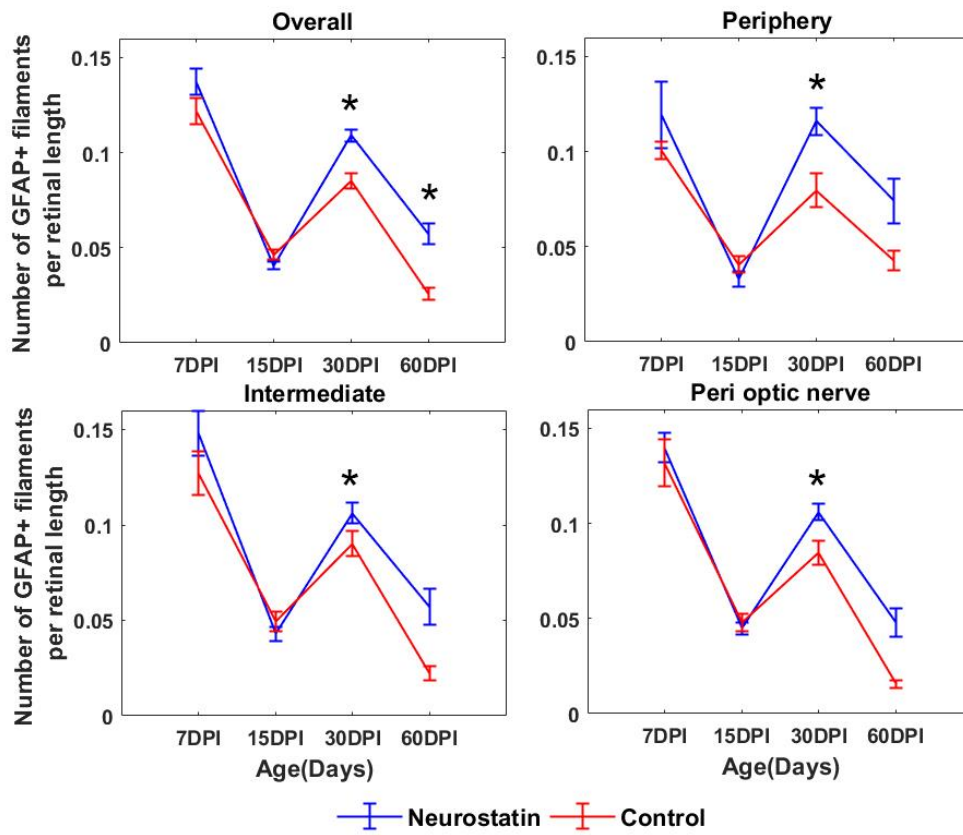 Overall
Periphery
Number of GFAP+ filaments
per retinal length
0.15
0.1
0.05
0
7DPI 15DPI 30DPI 60DPI
*
*
0.15
0.1
0.05
0
7DPI 15DPI 30DPI 60DPI
*
Intermediate
Peri optic nerve
Number of GFAP+ filaments
per retinal length
0.15
0.1
0.05
0
7DPI 15DPI 30DPI 60DPI
*
Age(Days)
0.15
0.1
0.05
0
7DPI 15DPI 30DPI 60DPI
*
Age(Days)
Neurostatin Control